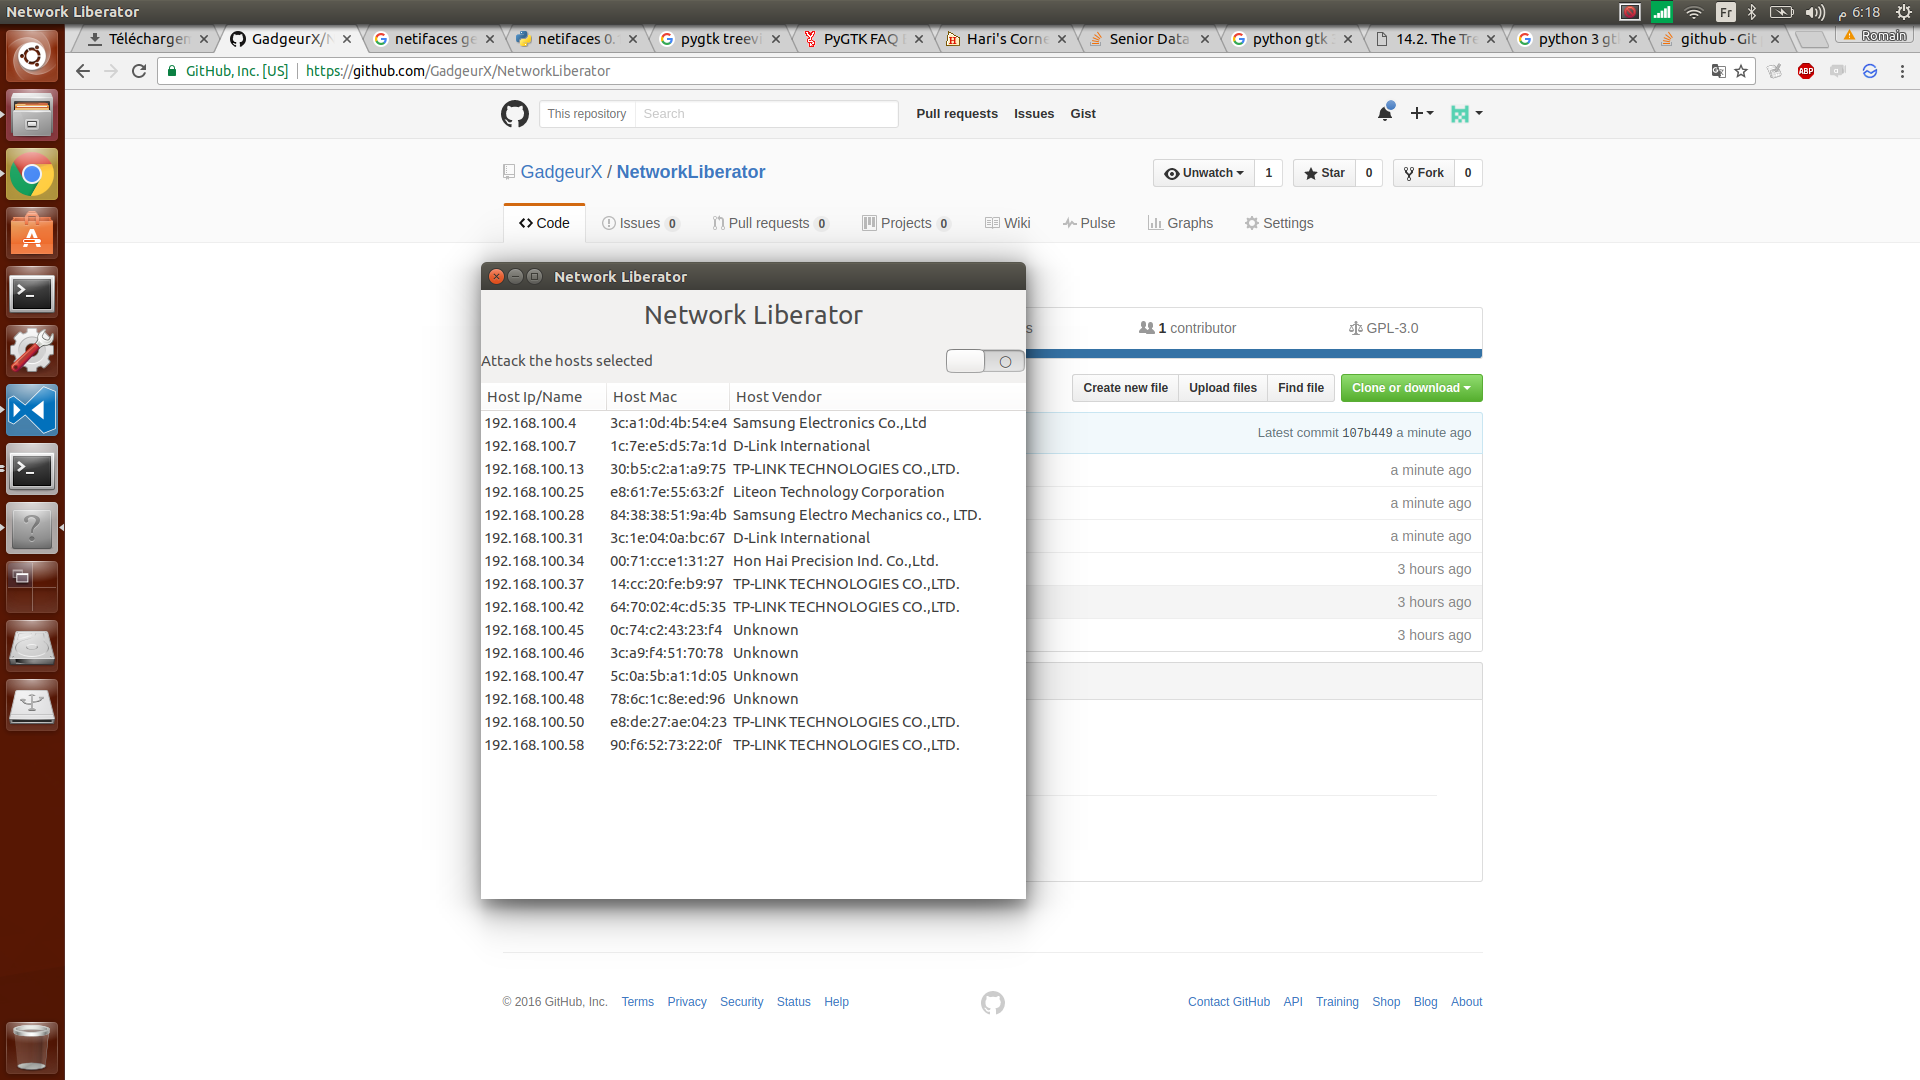 Network Liberator
Fr
6:18 م
Téléchargen
GadgeurX/N
netifaces ge
netifaces 0.
pygtk treevi
PyGTK FAQ
Hari's Corne
Senior Data
python gtk
14.2. The Tre
python 3 gt
github - Git
Romain
GitHub, Inc. [US]
https://github.com/GadgeurX/NetworkLiberator
ABP
This repository
Search
Pull requests
Issues
Gist
GadgeurX / NetworkLiberator
Unwatch 1
Star 0
Fork 0
Code
Issues 0
Pull requests 0
Projects 0
Wiki
Pulse
Graphs
Settings
Network Liberator
Network Liberator
s
1 contributor
GPL-3.0
Attack the hosts selected
Create new file
Upload files
Find file
Clone or download
Host Ip/Name Host Mac Host Vendor
192.168.100.4 3c:a1:0d:4b:54:e4 Samsung Electronics Co.,Ltd
192.168.100.7 1c:7e:e5:d5:7a:1d D-Link International
192.168.100.13 30:b5:c2:a1:a9:75 TP-LINK TECHNOLOGIES CO.,LTD.
192.168.100.25 e8:61:7e:55:63:2f Liteon Technology Corporation
192.168.100.28 84:38:38:51:9a:4b Samsung Electro Mechanics co., LTD.
192.168.100.31 3c:1e:04:0a:bc:67 D-Link International
192.168.100.34 00:71:cc:e1:31:27 Hon Hai Precision Ind. Co.,Ltd.
192.168.100.37 14:cc:20:fe:b9:97 TP-LINK TECHNOLOGIES CO.,LTD.
192.168.100.42 64:70:02:4c:d5:35 TP-LINK TECHNOLOGIES CO.,LTD.
192.168.100.45 0c:74:c2:43:23:f4 Unknown
192.168.100.46 3c:a9:f4:51:70:78 Unknown
192.168.100.47 5c:0a:5b:a1:1d:05 Unknown
192.168.100.48 78:6c:1c:8e:ed:96 Unknown
192.168.100.50 e8:de:27:ae:04:23 TP-LINK TECHNOLOGIES CO.,LTD.
192.168.100.58 90:f6:52:73:22:0f TP-LINK TECHNOLOGIES CO.,LTD.
Latest commit 107b449 a minute ago
a minute ago
a minute ago
a minute ago
3 hours ago
3 hours ago
3 hours ago
© 2016 GitHub, Inc.
Terms
Privacy
Security
Status
Help
Contact GitHub
API
Training
Shop
Blog
About